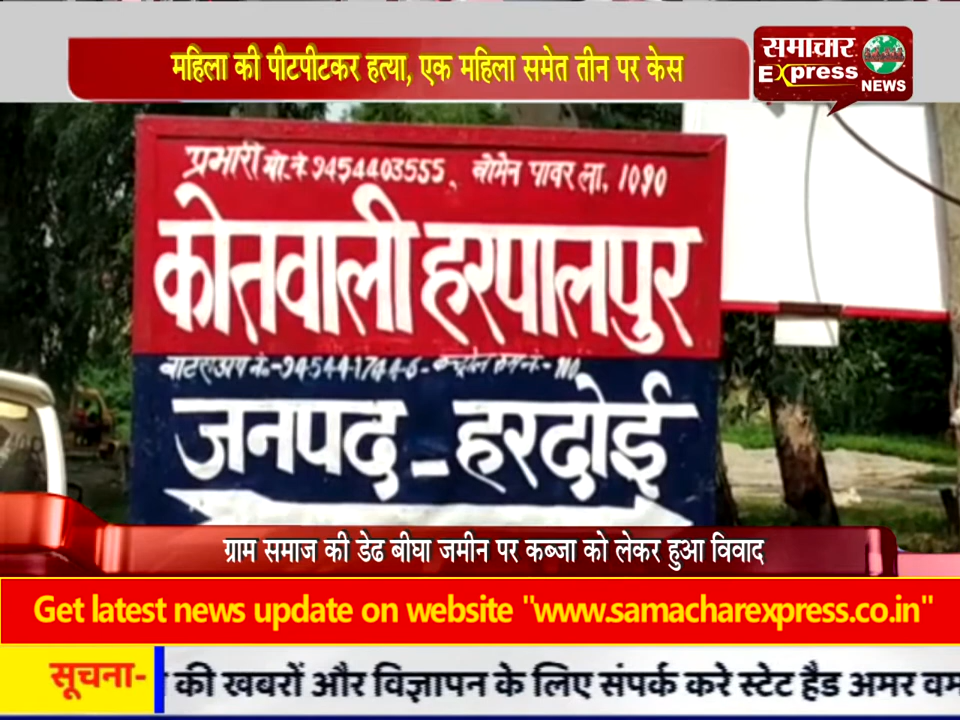 महिला की पीटपीटकर हत्या, एक महिला समेत तीन पर केस
समाचार
Express
NEWS
प्रभारी मो.नं. 9454403555, वोमेन पावर ला, 1090
कोतवाली हरपालपुर
जनपद - हरदोई
ग्राम समाज की डेढ बीघा जमीन पर कब्जा को लेकर हुआ विवाद
Get latest news update on website "www.samacharexpress.co.in"
सूचना- की खबरों और विज्ञापन के लिए संपर्क करे स्टेट हैड अमर